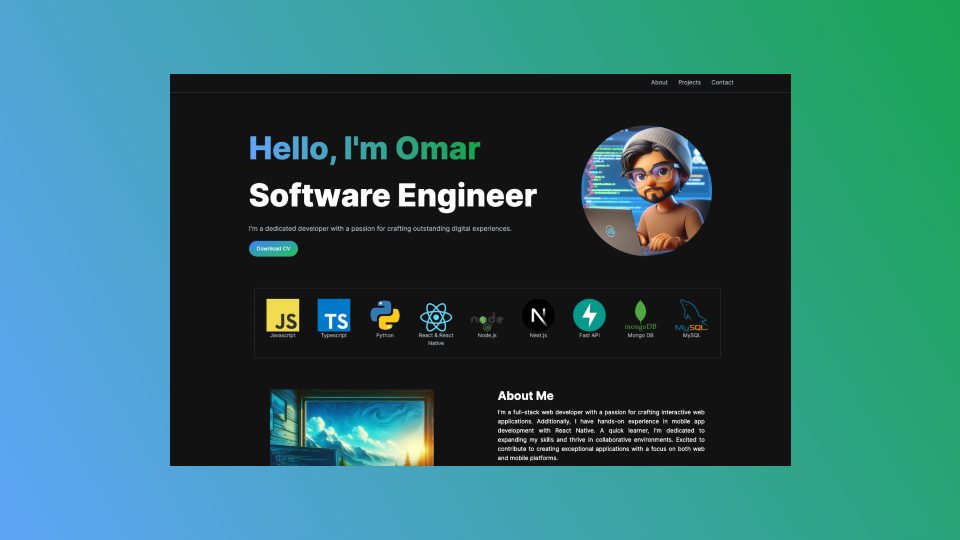 About Projects Contact
Hello, I'm Omar
Software Engineer
I'm a dedicated developer with a passion for crafting outstanding digital experiences.
Download CV
JS TS node N mongoDB MySQL
Javascript Typescript Python React & React Native Node.js Next.js Fast API Mongo DB MySQL
About Me
I'm a full-stack web developer with a passion for crafting interactive web
applications. Additionally, I have hands-on experience in mobile app
development with React Native. A quick learner, I'm dedicated to
expanding my skills and thrive in collaborative environments. Excited to
contribute to creating exceptional applications with a focus on both web
and mobile platforms.